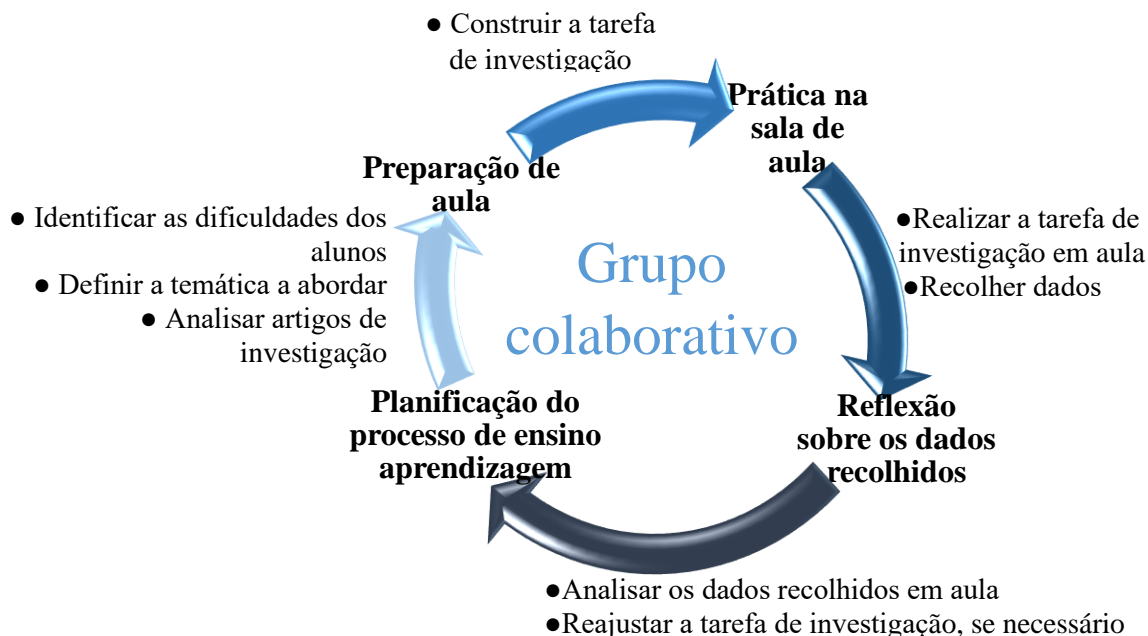 ● Construir a tarefa
de investigação
Prática na
sala de
aula
Preparação de
aula
● Identificar as dificuldades dos
alunos
● Definir a temática a abordar
● Analisar artigos de
investigação
●Realizar a tarefa de
investigação em aula
●Recolher dados
Grupo
colaborativo
Planificação do
processo de ensino
aprendizagem
Reflexão
sobre os dados
recolhidos
●Analisar os dados recolhidos em aula
●Reajustar a tarefa de investigação, se necessário